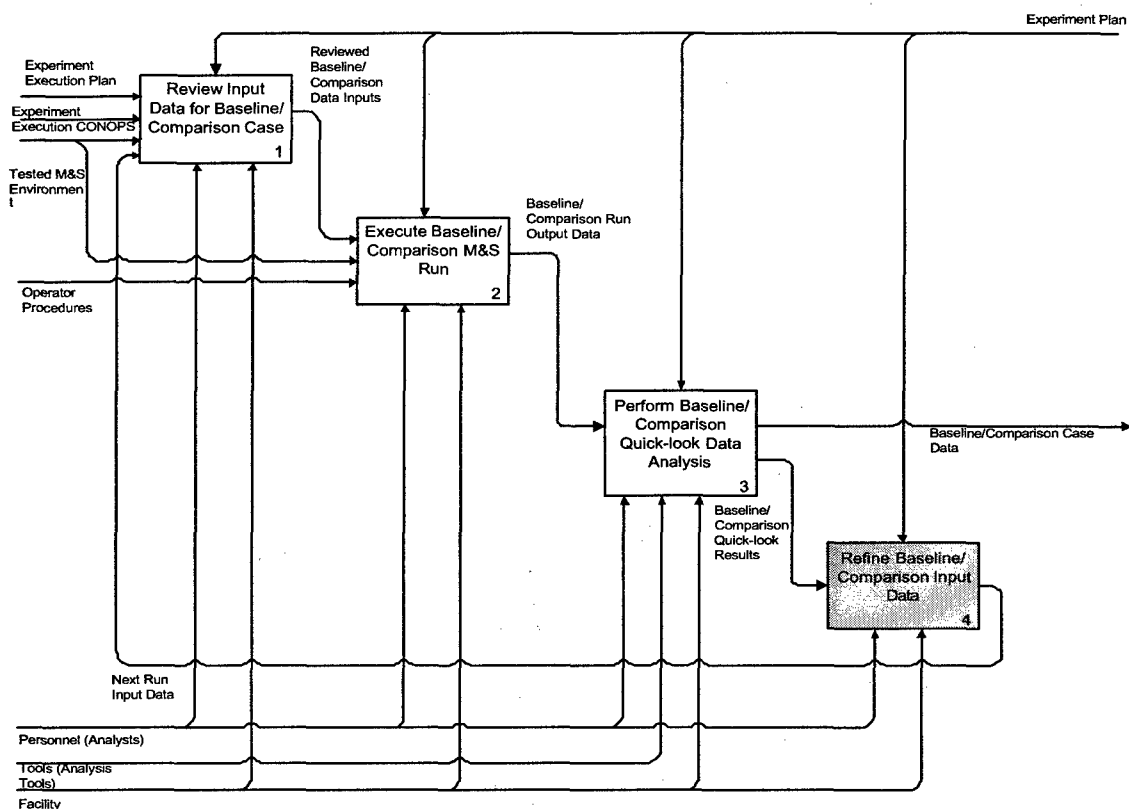 Experiment Plan
Experiment
Execution Plan
Experiment
Execution CONOPS
Tested M&S
Environmen
t
Review Input
Data for Baseline/
Comparison Case
1
Reviewed
Baseline/
Comparison
Data Inputs
Operator
Procedures
Execute Baseline/
Comparison M&S
Run
2
Baseline/
Comparison Run
Output Data
Perform Baseline/
Comparison
Quick-look Data
Analysis
3
Baseline/Comparison Case
Data
Baseline/
Comparison
Quick-look
Results
Refine Baseline/
Comparison Input
Data
4
Next Run
Input Data
Personnel (Analysts)
Tools (Analysis
Tools)
Facility